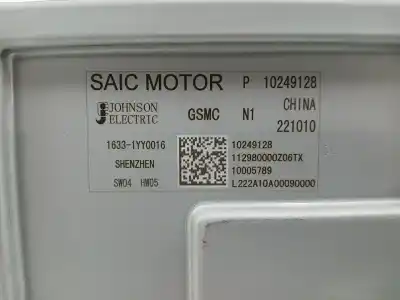 SAIC MOTOR P 10249128
JOHNSON ELECTRIC GSMC N1 CHINA
221010
1633-1YY0016
SHENZHEN
SW04 HW05
10249128
112980000Z06TX
10005789
L222A10A00090000